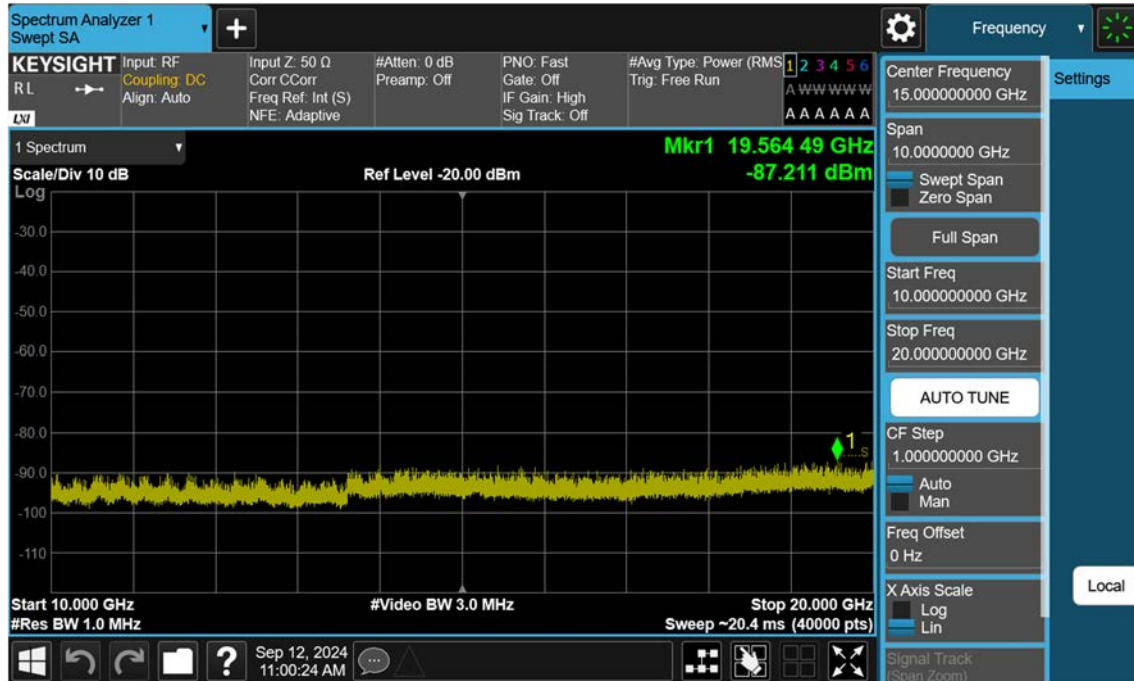 Spectrum Analyzer 1
Swept SA
Frequency
KEYSIGHT
R L
LXI
Input: RF
Coupling: DC
Align: Auto
Input Z: 50 Ω
Corr CCorr
Freq Ref: Int (S)
NFE: Adaptive
#Atten: 0 dB
Preamp: Off
PNO: Fast
Gate: Off
IF Gain: High
Sig Track: Off
#Avg Type: Power (RMS
Trig: Free Run
1 2 3 4 5 6
A W W W W W
A A A A A A
1 Spectrum
Scale/Div 10 dB
Log
Ref Level -20.00 dBm
Mkr1 19.564 49 GHz
-87.211 dBm
-30.0
-40.0
-50.0
-60.0
-70.0
-80.0
-90.0
-100
-110
1
S
Start 10.000 GHz
#Res BW 1.0 MHz
#Video BW 3.0 MHz
Stop 20.000 GHz
Sweep ~20.4 ms (40000 pts)
Sep 12, 2024
11:00:24 AM
Center Frequency
15.000000000 GHz
Span
10.0000000 GHz
Swept Span
Zero Span
Full Span
Start Freq
10.000000000 GHz
Stop Freq
20.000000000 GHz
AUTO TUNE
CF Step
1.000000000 GHz
Auto
Man
Freq Offset
0 Hz
X Axis Scale
Log
Lin
Signal Track
(Span Zoom)
Settings
Local